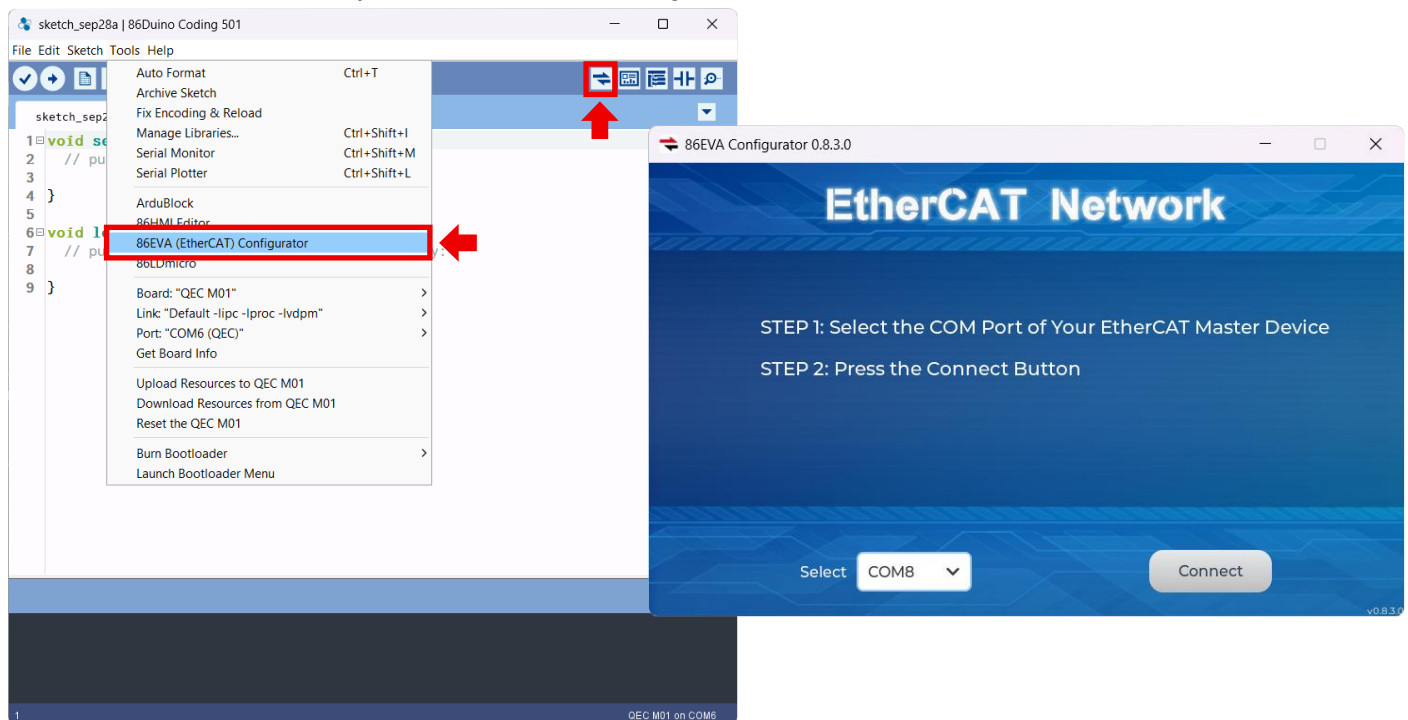 sketch_sep28a | 86Duino Coding 501
File Edit Sketch Tools Help
Auto Format Ctrl+T
Archive Sketch
Fix Encoding & Reload
Manage Libraries... Ctrl+Shift+I
Serial Monitor Ctrl+Shift+M
Serial Plotter Ctrl+Shift+L
ArduBlock
86HMI Editor
86EVA (EtherCAT) Configurator
86LDmicro
Board: "QEC M01"
Link: "Default -lipc -lproc -lvdpm"
Port: "COM6 (QEC)"
Get Board Info
Upload Resources to QEC M01
Download Resources from QEC M01
Reset the QEC M01
Burn Bootloader
Launch Bootloader Menu
sketch_sep2
1 void se
2 // pu
3
4 }
5
6 void lo
7 // pu y:
8
9 }
1 QEC M01 on COM6
86EVA Configurator 0.8.3.0
EtherCAT Network
STEP 1: Select the COM Port of Your EtherCAT Master Device
STEP 2: Press the Connect Button
Select COM8 Connect
v0.8.3.0